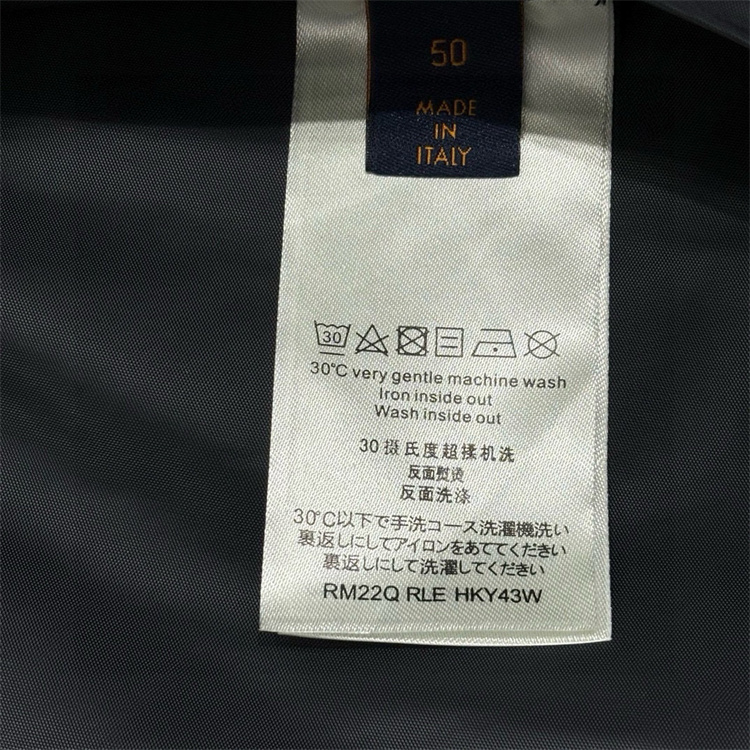 50
MADE
IN
ITALY
30
30℃ very gentle machine wash
Iron inside out
Wash inside out
30 摄氏度超揉机洗
反面熨烫
反面洗涤
30℃以下で手洗コース洗濯機洗い
裏返しにしてアイロンをあててください
裏返しにして洗濯してください
RM22Q RLE HKY43W